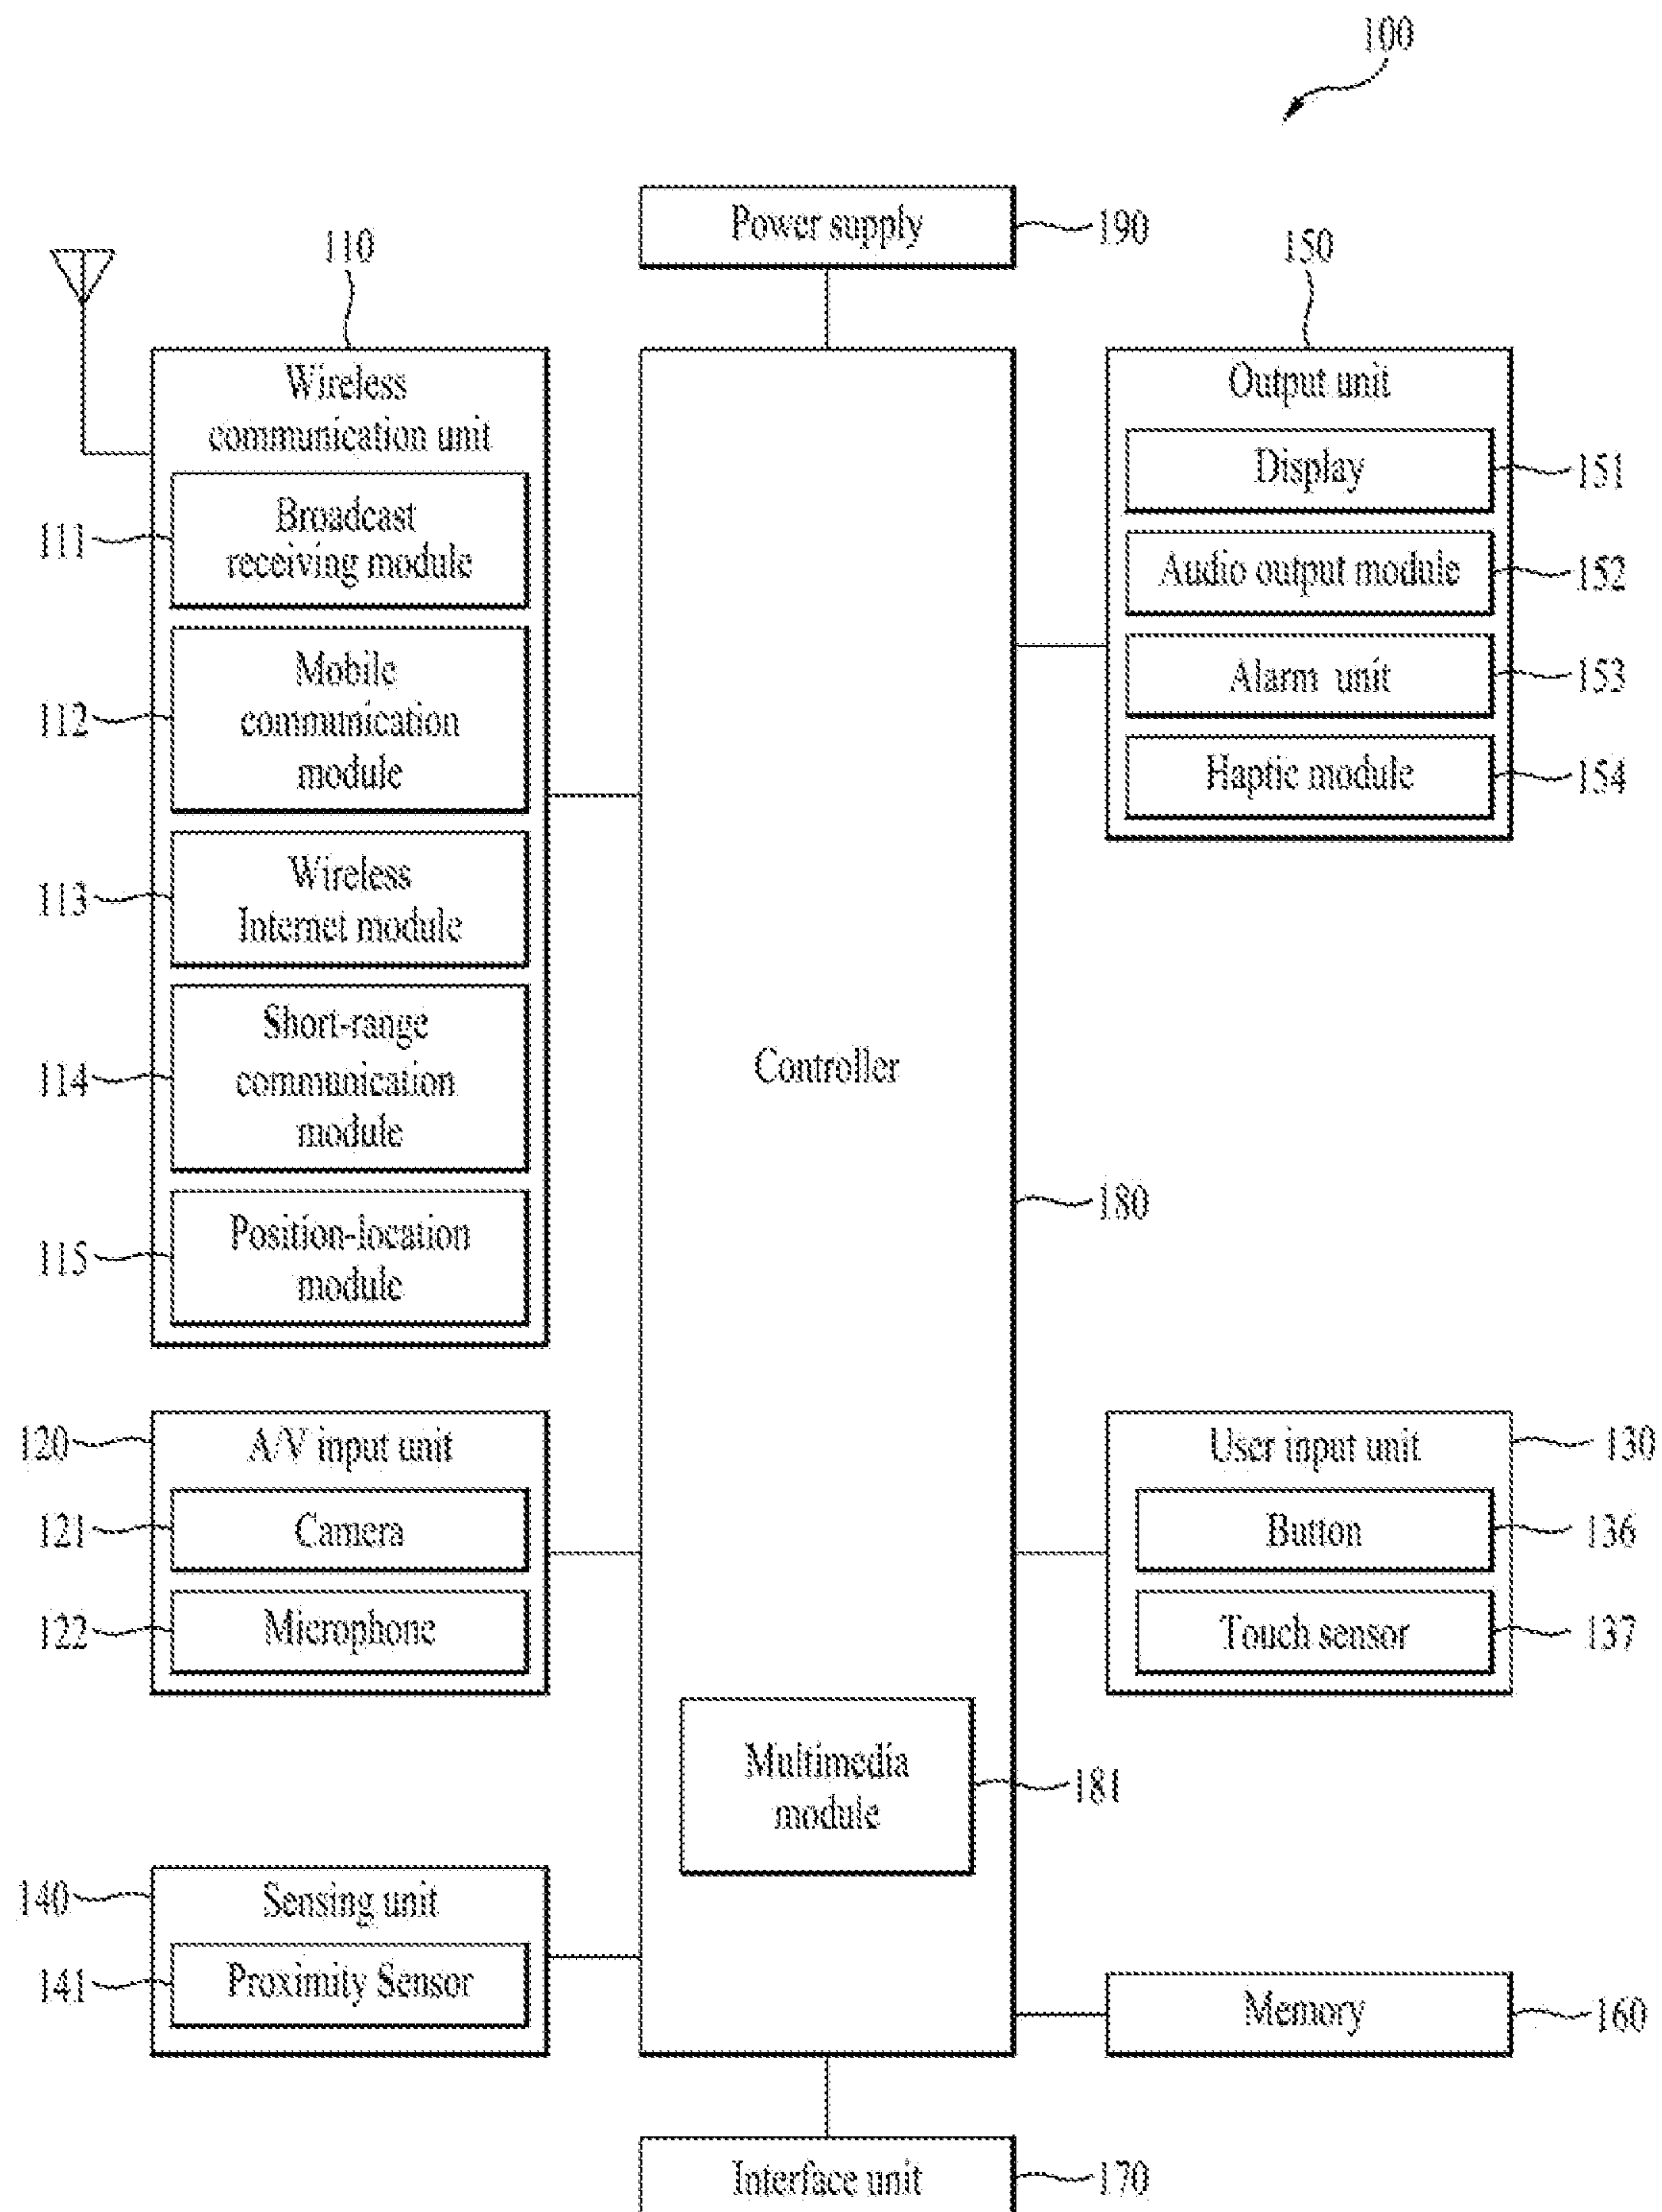 100
Power supply
190
110
Wireless
communication unit
111
Broadcast
receiving module
112
Mobile
communication
module
113
Wireless
Internet module
114
Short-range
communication
module
115
Position-location
module
120
A/V input unit
121
Camera
122
Microphone
140
Sensing unit
141
Proximity Sensor
Controller
180
Multimedia
module
181
150
Output unit
Display
151
Audio output module
152
Alarm unit
153
Haptic module
154
User input unit
130
Button
136
Touch sensor
137
Memory
160
Interface unit
170